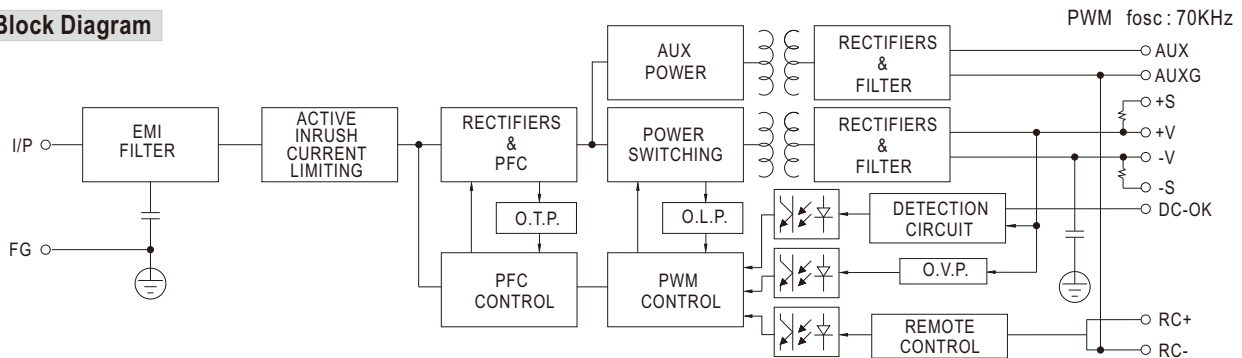 Block Diagram
PWM fosc : 70KHz
AUX
POWER
RECTIFIERS
&
FILTER
AUX
AUXG
I/P
EMI
FILTER
ACTIVE
INRUSH
CURRENT
LIMITING
RECTIFIERS
&
PFC
POWER
SWITCHING
RECTIFIERS
&
FILTER
+S
+V
-V
-S
O.T.P.
O.L.P.
DETECTION
CIRCUIT
DC-OK
FG
PFC
CONTROL
PWM
CONTROL
O.V.P.
REMOTE
CONTROL
RC+
RC-